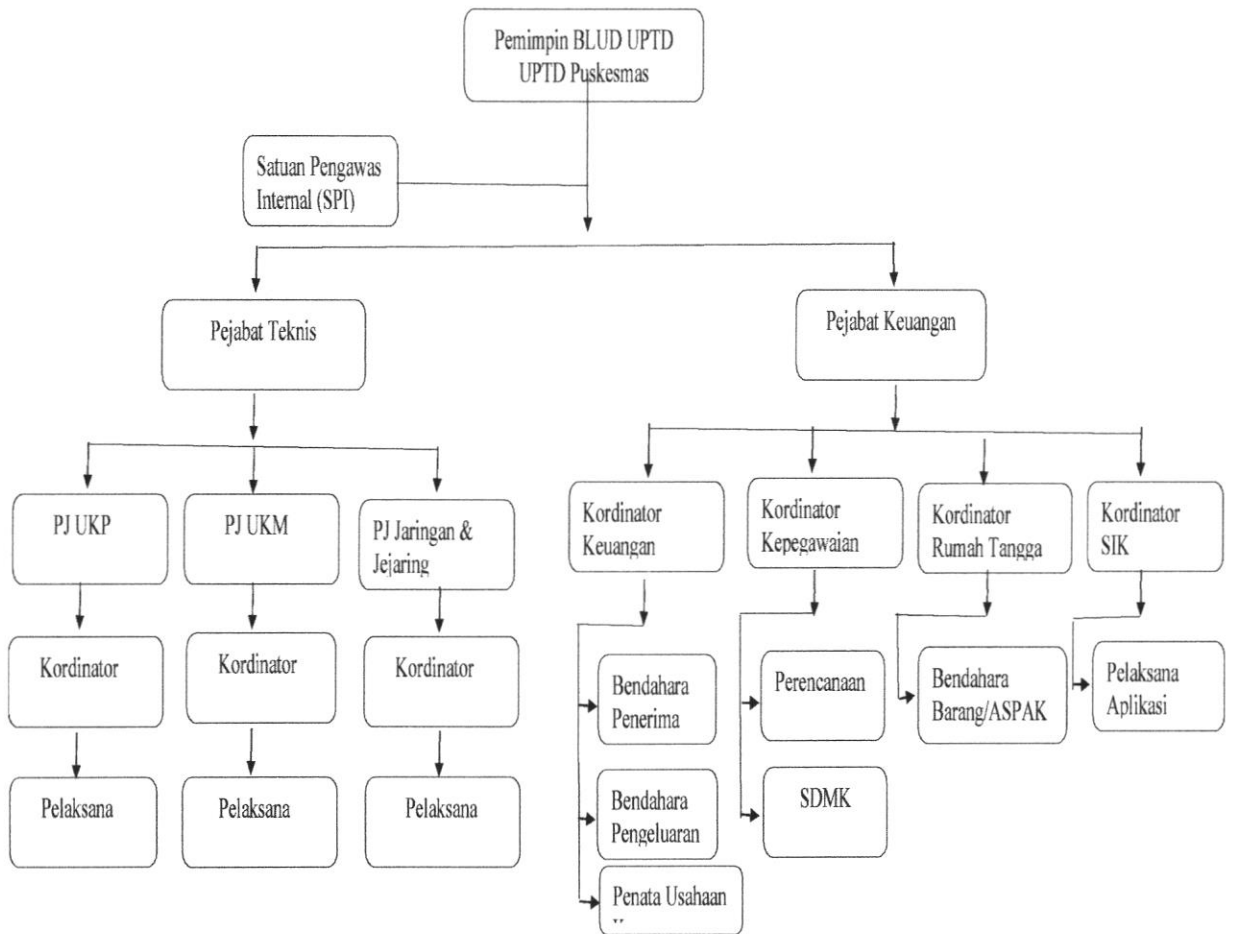 Pemimpin BLUD UPTD
UPTD Puskesmas
Satuan Pengawas
Internal (SPI)
Pejabat Teknis
Pejabat Keuangan
PJ UKP
PJ UKM
PJ Jaringan &
Jejaring
Kordinator
Keuangan
Kordinator
Kepegawaian
Kordinator
Rumah Tangga
Kordinator
SIK
Kordinator
Kordinator
Kordinator
Bendahara
Penerima
Perencanaan
Bendahara
Barang/ASPAK
Pelaksana
Aplikasi
Pelaksana
Pelaksana
Pelaksana
Bendahara
Pengeluaran
SDMK
Penata Usahaan